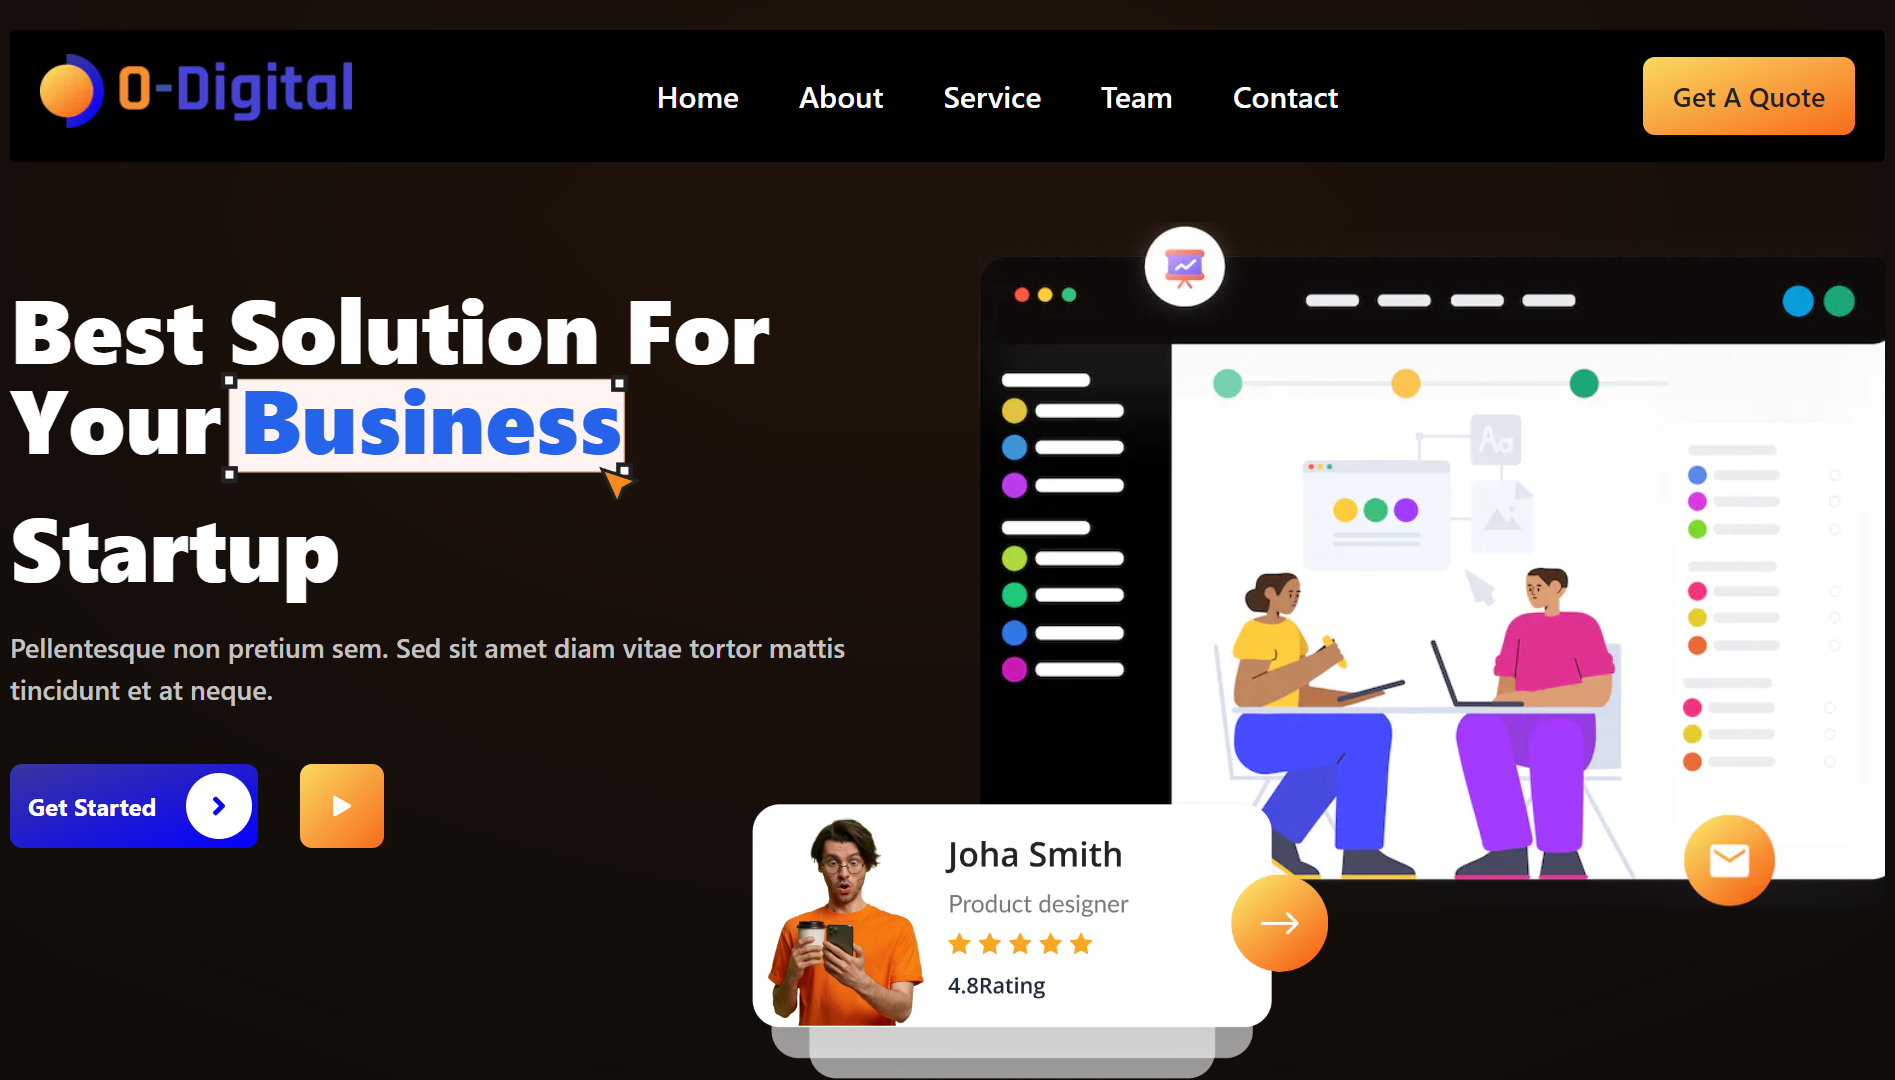 O-Digital
Home
About
Service
Team
Contact
Get A Quote
Best Solution For
Your Business
Startup
Pellentesque non pretium sem. Sed sit amet diam vitae tortor mattis
tincidunt et at neque.
Get Started
Ad
Joha Smith
Product designer
4.8Rating